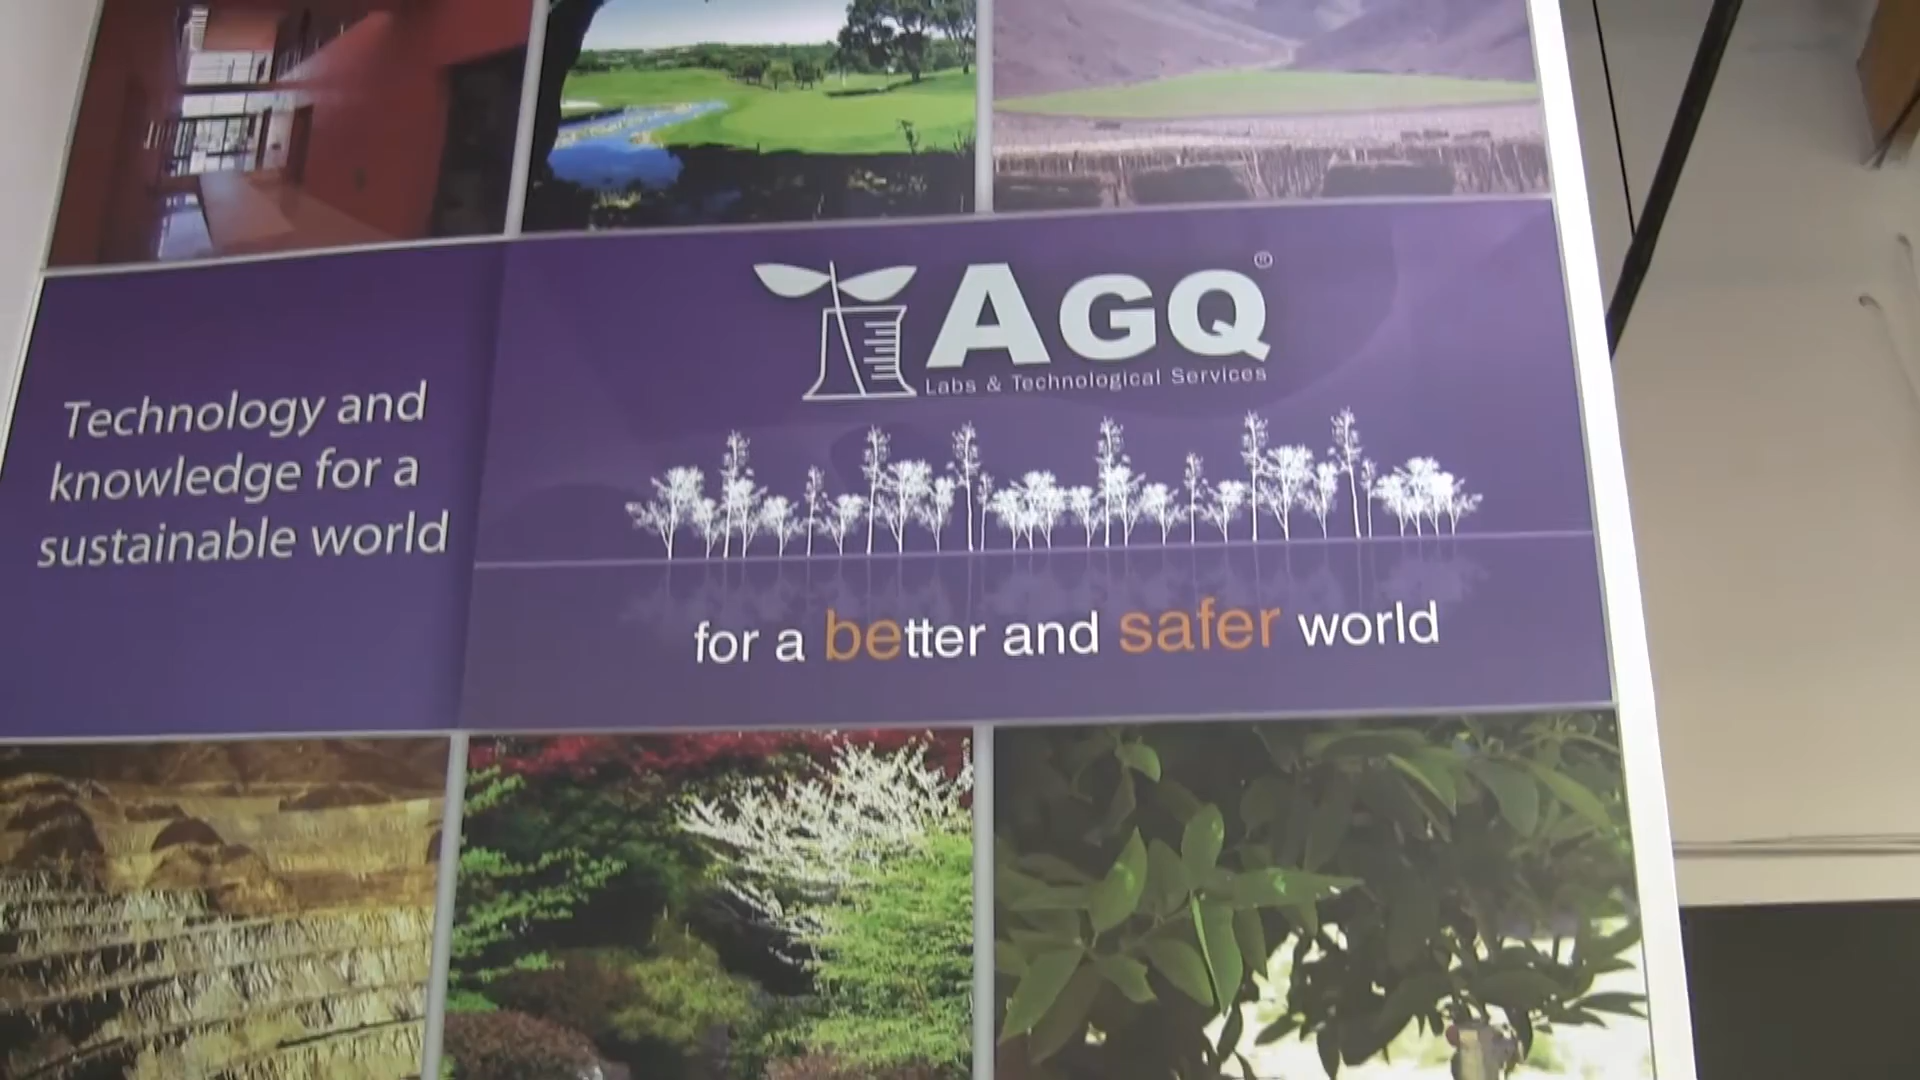 AGQ®
Labs & Technological Services
Technology and
knowledge for a
sustainable world
for a better and safer world